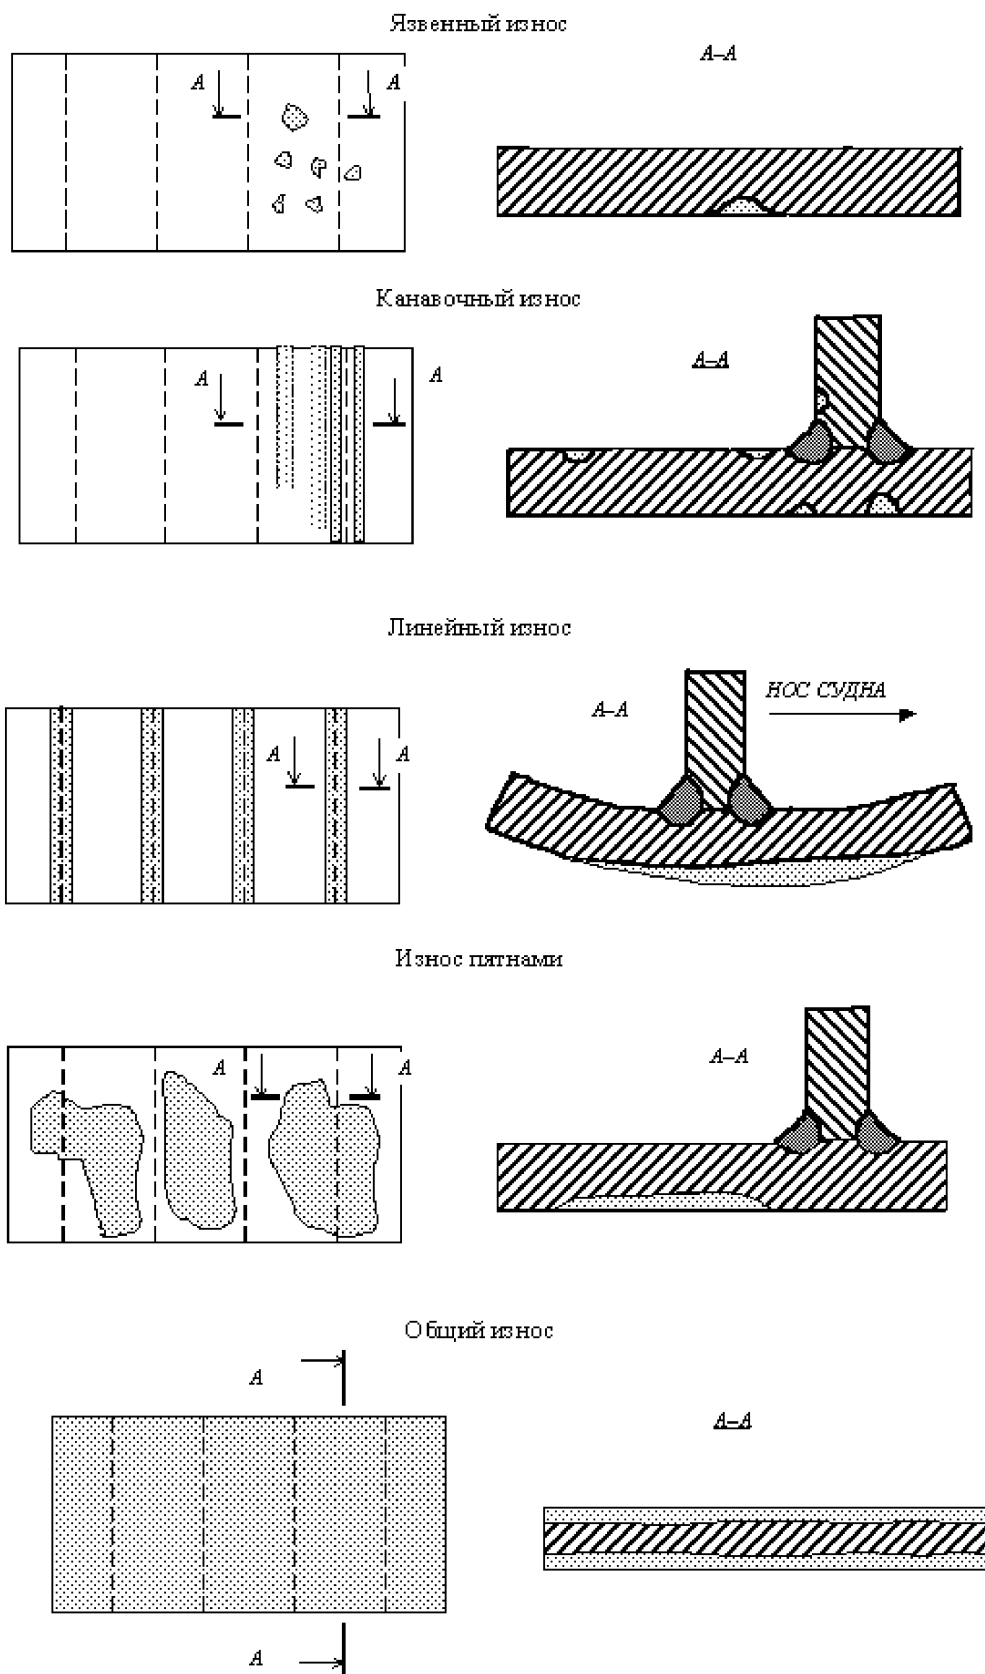 Язвенный износ
А–А
А А
Канавочный износ
А–А
А А
Линейный износ
НОС СУДНА
А–А
А А
Износ пятнами
А–А
А А
Общий износ
А
А–А
А